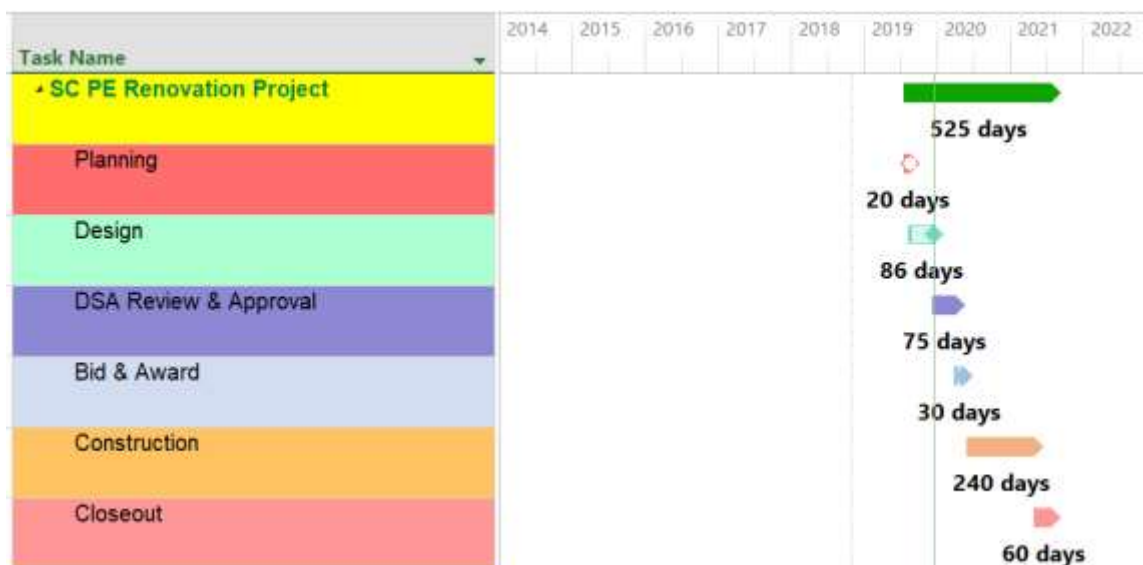 2014 2015 2016 2017 2018 2019 2020 2021 2022
Task Name
SC PE Renovation Project
525 days
Planning
20 days
Design
86 days
DSA Review & Approval
75 days
Bid & Award
30 days
Construction
240 days
Closeout
60 days